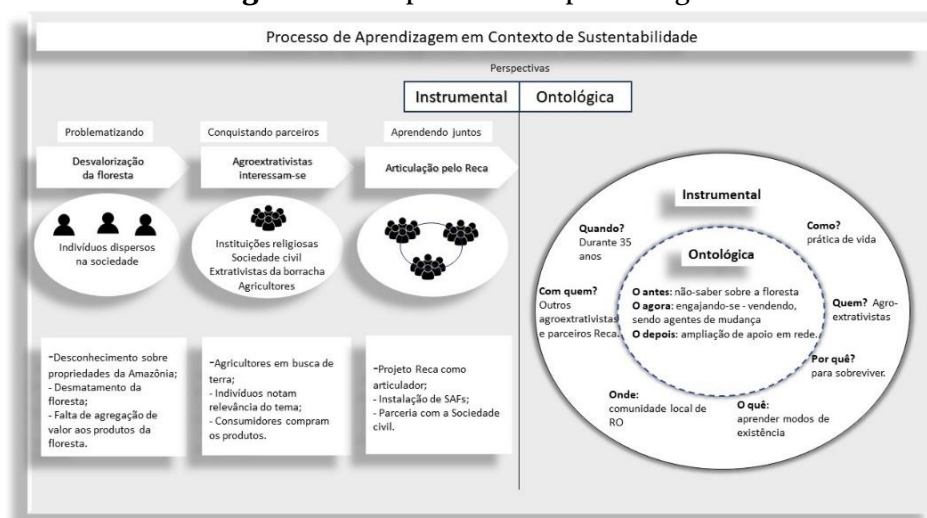 Processo de Aprendizagem em Contexto de Sustentabilidade
Perspectivas
Instrumental
Ontológica
Problematizando
Desvalorização
da floresta
Indivíduos dispersos
na sociedade
-Desconhecimento sobre
propriedades da Amazônia;
- Desmatamento da
floresta;
- Falta de agregação de
valor aos produtos da
floresta.
Conquistando parceiros
Agroextrativistas
interessam-se
Instituições religiosas
Sociedade civil
Extrativistas da borracha
Agricultores
-Agricultores em busca de
terra;
- Indivíduos notam
relevância do tema;
- Consumidores compram
os produtos.
Aprendendo juntos
Articulação pelo Reca
-Projeto Reca como
articulador;
- Instalação de SAFs;
- Parceria com a Sociedade
civil.
Instrumental
Quando?
Durante 35
anos
Como?
prática de vida
Com quem?
Outros
agroextrativistas
e parceiros Reca.
Ontológica
O antes: não-saber sobre a floresta
O agora: engajando-se - vendendo,
sendo agentes de mudança
O depois: ampliação de apoio em rede.
Quem? Agro-
extrativistas
Por quê?
para sobreviver.
Onde:
comunidade local de
RO
O quê:
aprender modos de
existência